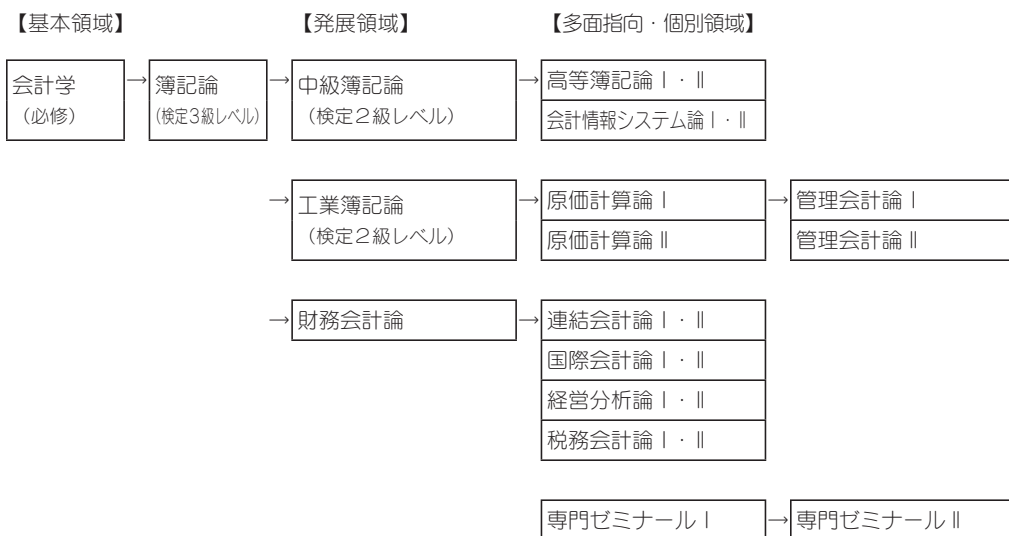 【基本領域】 【発展領域】 【多面指向・個別領域】
会計学 → 簿記論 → 中級簿記論 → 高等簿記論Ⅰ・Ⅱ
(必修) (検定3級レベル) (検定2級レベル) 会計情報システム論Ⅰ・Ⅱ
→ 工業簿記論 → 原価計算論Ⅰ → 管理会計論Ⅰ
(検定2級レベル) 原価計算論Ⅱ 管理会計論Ⅱ
→ 財務会計論 → 連結会計論Ⅰ・Ⅱ
国際会計論Ⅰ・Ⅱ
経営分析論Ⅰ・Ⅱ
税務会計論Ⅰ・Ⅱ
専門ゼミナールⅠ → 専門ゼミナールⅡ